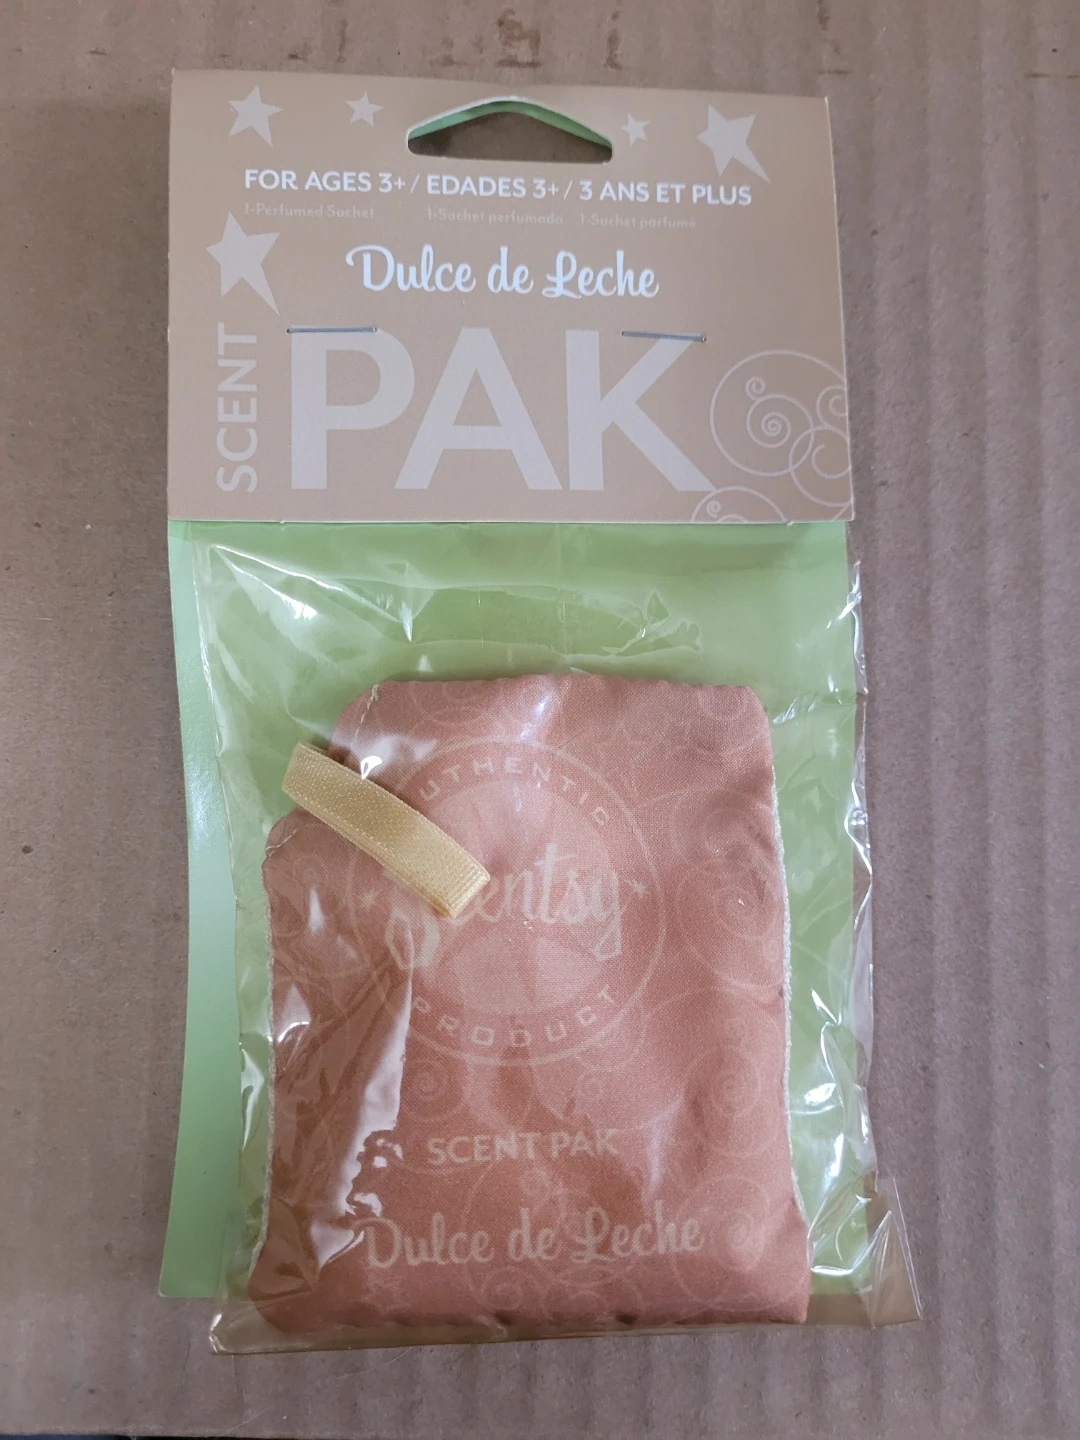 FOR AGES 3+ / EDADES 3+ / 3 ANS ET PLUS
1-Perfumed Sachet 1-Sachet perfumado 1-Sachet parfumé
Dulce de Leche
SCENT
PAK
AUTHENTIC
Scentsy
PRODUCT
SCENT PAK
Dulce de Leche